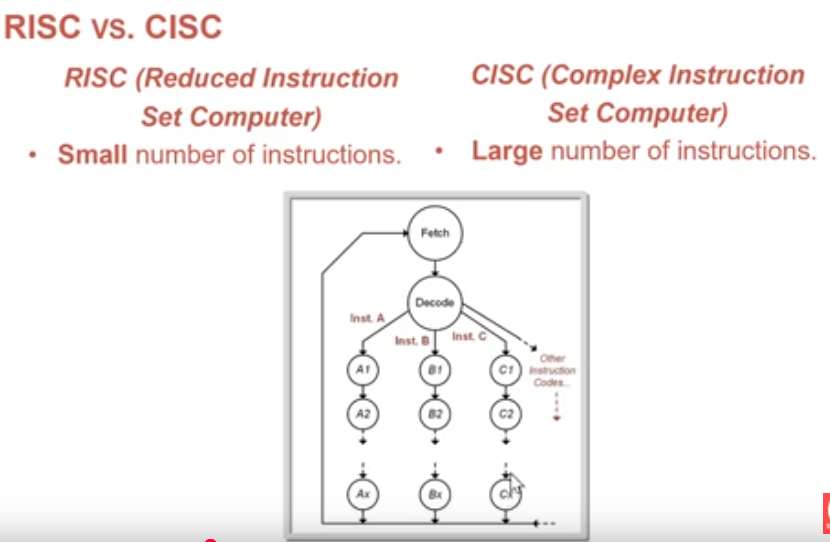 RISC vs. CISC
RISC (Reduced Instruction
Set Computer)
• Small number of instructions.
CISC (Complex Instruction
Set Computer)
• Large number of instructions.
Fetch
Decode
Inst. A
Inst. B
Inst. C
Other
Instruction
Codes...
A1
B1
C1
A2
B2
C2
Ax
Bx